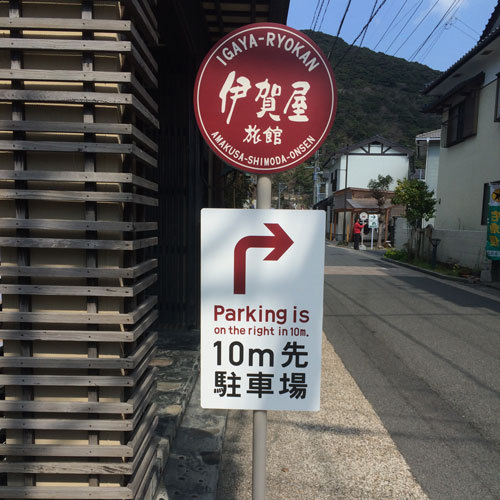 IGAYA-RYOKAN
伊賀屋
旅館
AMAKUSA-SHIMODA-ONSEN
Parking is
on the right in 10m.
10m先
駐車場